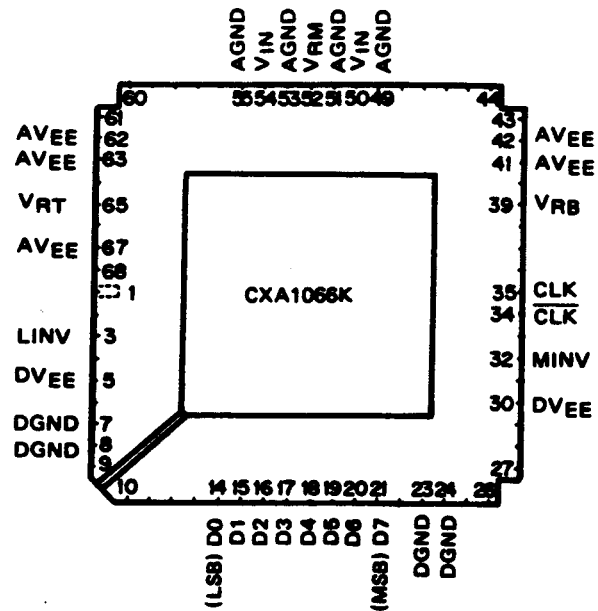 AGND
VIN
AGND
VRM
AGND
VIN
AGND
60 55 54 53 52 51 50 49 44
61 43
AVEE 62 42 AVEE
AVEE 63 41 AVEE
VRT 65 39 VRB
AVEE 67
68
1
CXA1066K
35 CLK
34 CLK
LINV 3 32 MINV
DVEE 5 30 DVEE
DGND 7
DGND 8
9 27
10 14 15 16 17 18 19 20 21 23 24 26
(LSB) D0
D1
D2
D3
D4
D5
D6
(MSB) D7
DGND
DGND